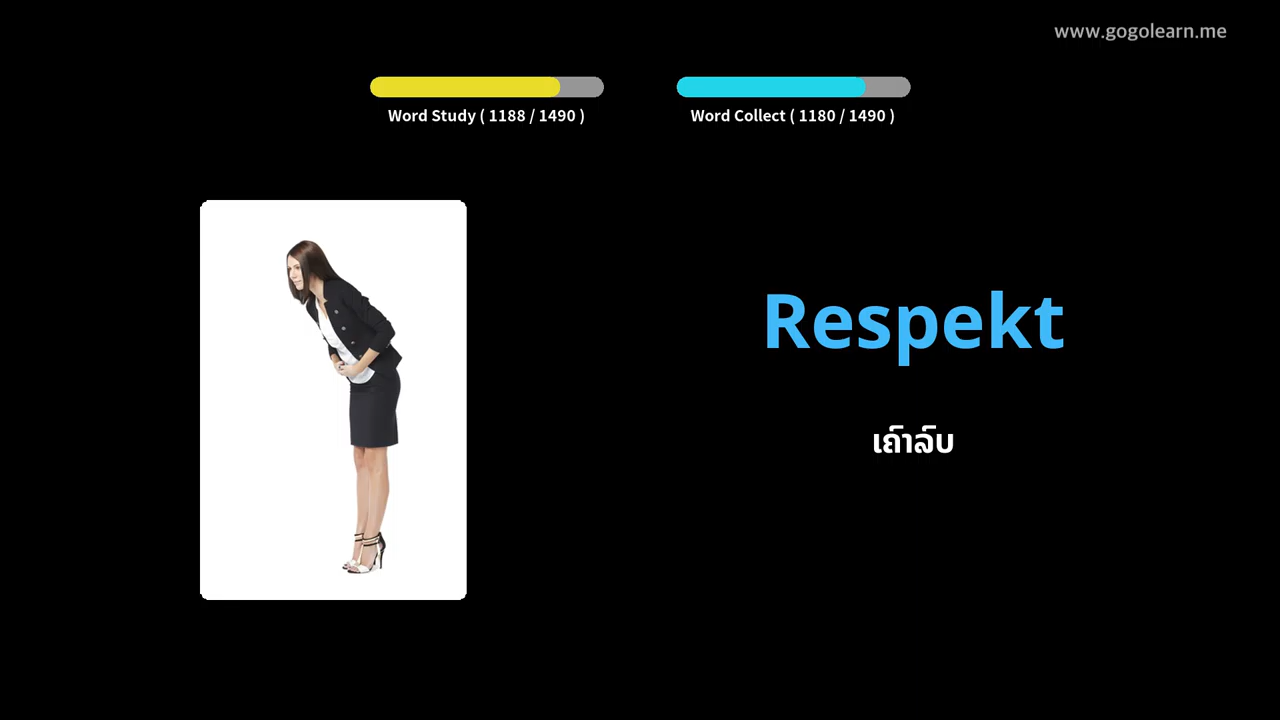 www.gogolearn.me
Word Study ( 1188 / 1490 )
Word Collect ( 1180 / 1490 )
Respekt
ເຄົາລົບ